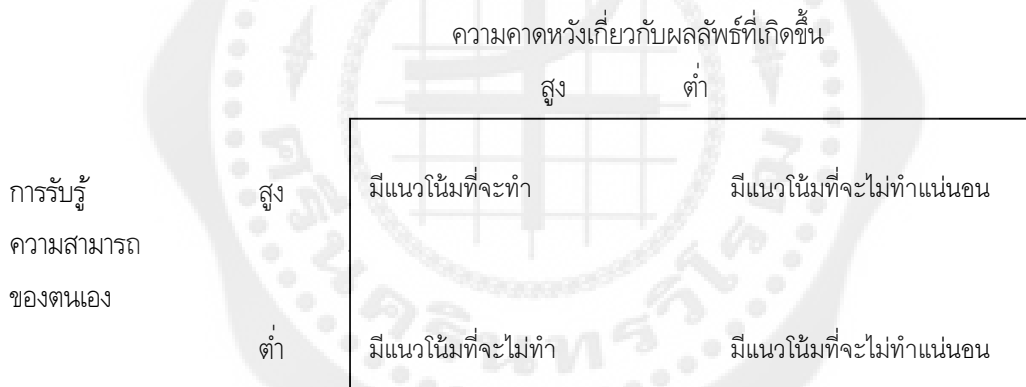 ความคาดหวังเกี่ยวกับผลลัพธ์ที่เกิดขึ้น
สูง ต่ำ
การรับรู้ สูง มีแนวโน้มที่จะทำ มีแนวโน้มที่จะไม่ทำแน่นอน
ความสามารถ
ของตนเอง
ต่ำ มีแนวโน้มที่จะไม่ทำ มีแนวโน้มที่จะไม่ทำแน่นอน